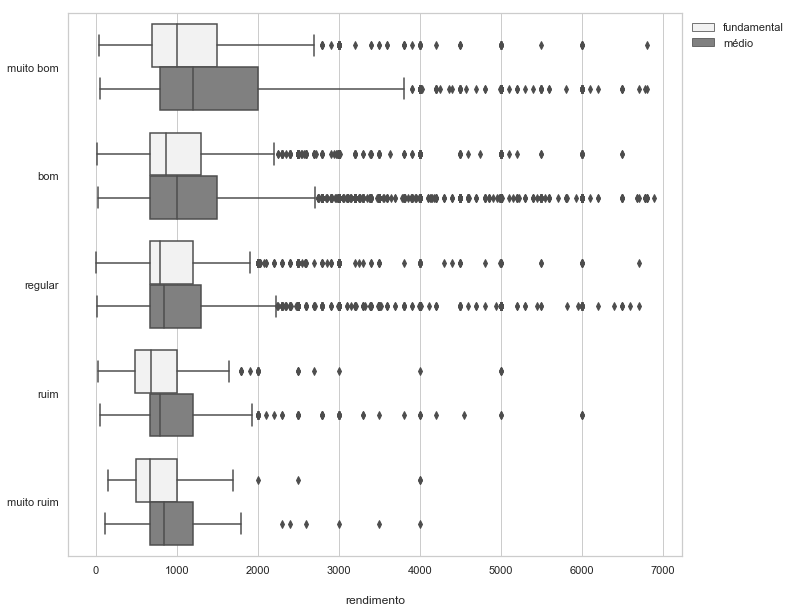 fundamental
médio
muito bom
bom
regular
ruim
muito ruim
0 1000 2000 3000 4000 5000 6000 7000
rendimento